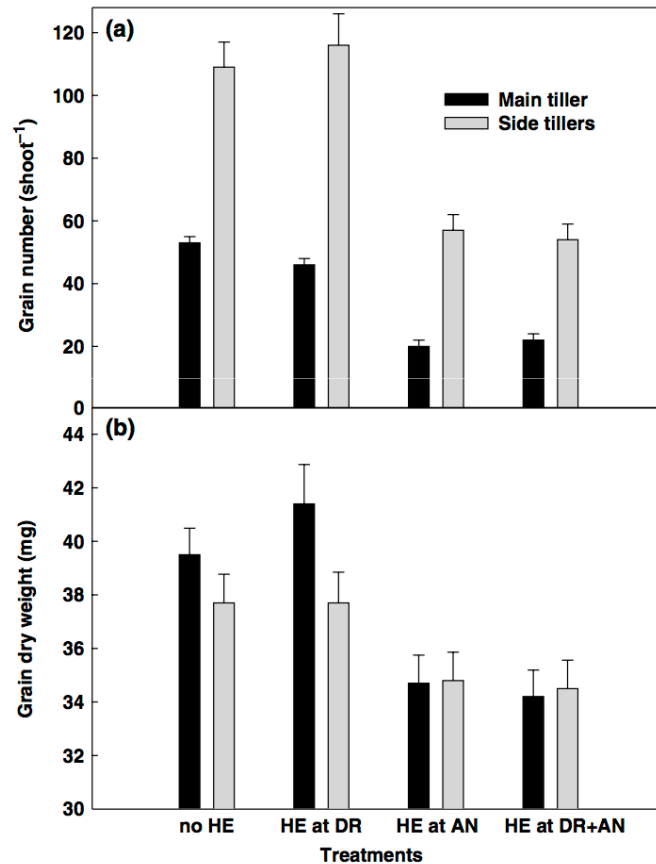 (a)
120
100
80
60
40
20
0
Grain number (shoot⁻¹)
Main tiller
Side tillers
(b)
44
42
40
38
36
34
32
30
Grain dry weight (mg)
no HE HE at DR HE at AN HE at DR+AN
Treatments